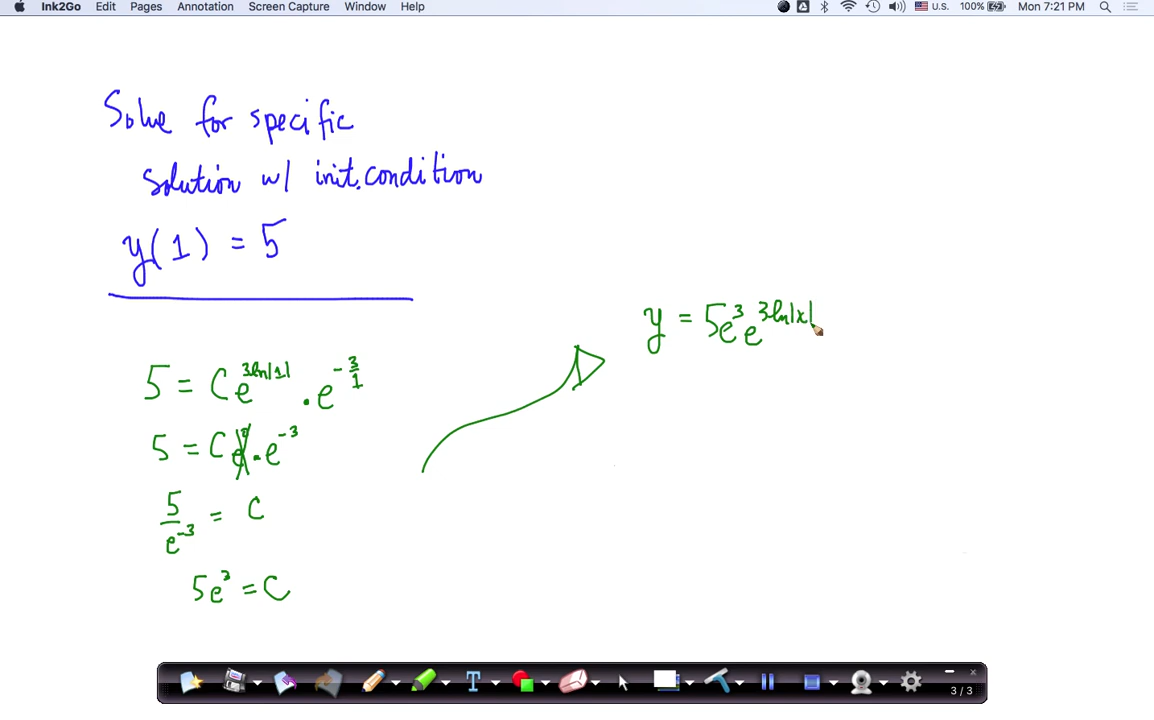 Ink2Go Edit Pages Annotation Screen Capture Window Help U.S. 100% Mon 7:21 PM
Solve for specific
solution w/ init. condition
y(1) = 5
5 = Ce^{3ln|1|} · e^{-3/1}
5 = Ce^{0} · e^{-3}
5/e^{-3} = C
5e^{3} = C
y = 5e^{3}e^{3ln|x|}
T
3 / 3